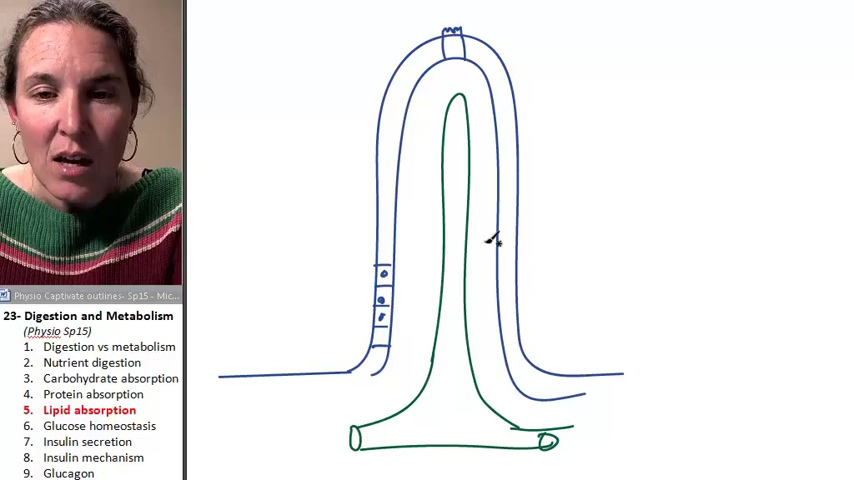 Physio Captivate outlines- Sp15 - Mic...
23- Digestion and Metabolism
(Physio Sp15)
1. Digestion vs metabolism
2. Nutrient digestion
3. Carbohydrate absorption
4. Protein absorption
5. Lipid absorption
6. Glucose homeostasis
7. Insulin secretion
8. Insulin mechanism
9. Glucagon